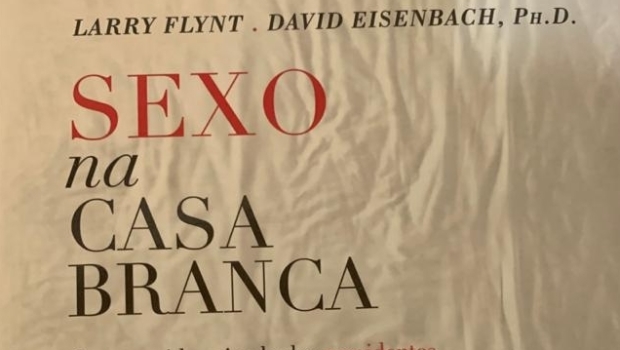 LARRY FLYNT . DAVID EISENBACH, PH.D.
SEXO
na
CASA
BRANCA